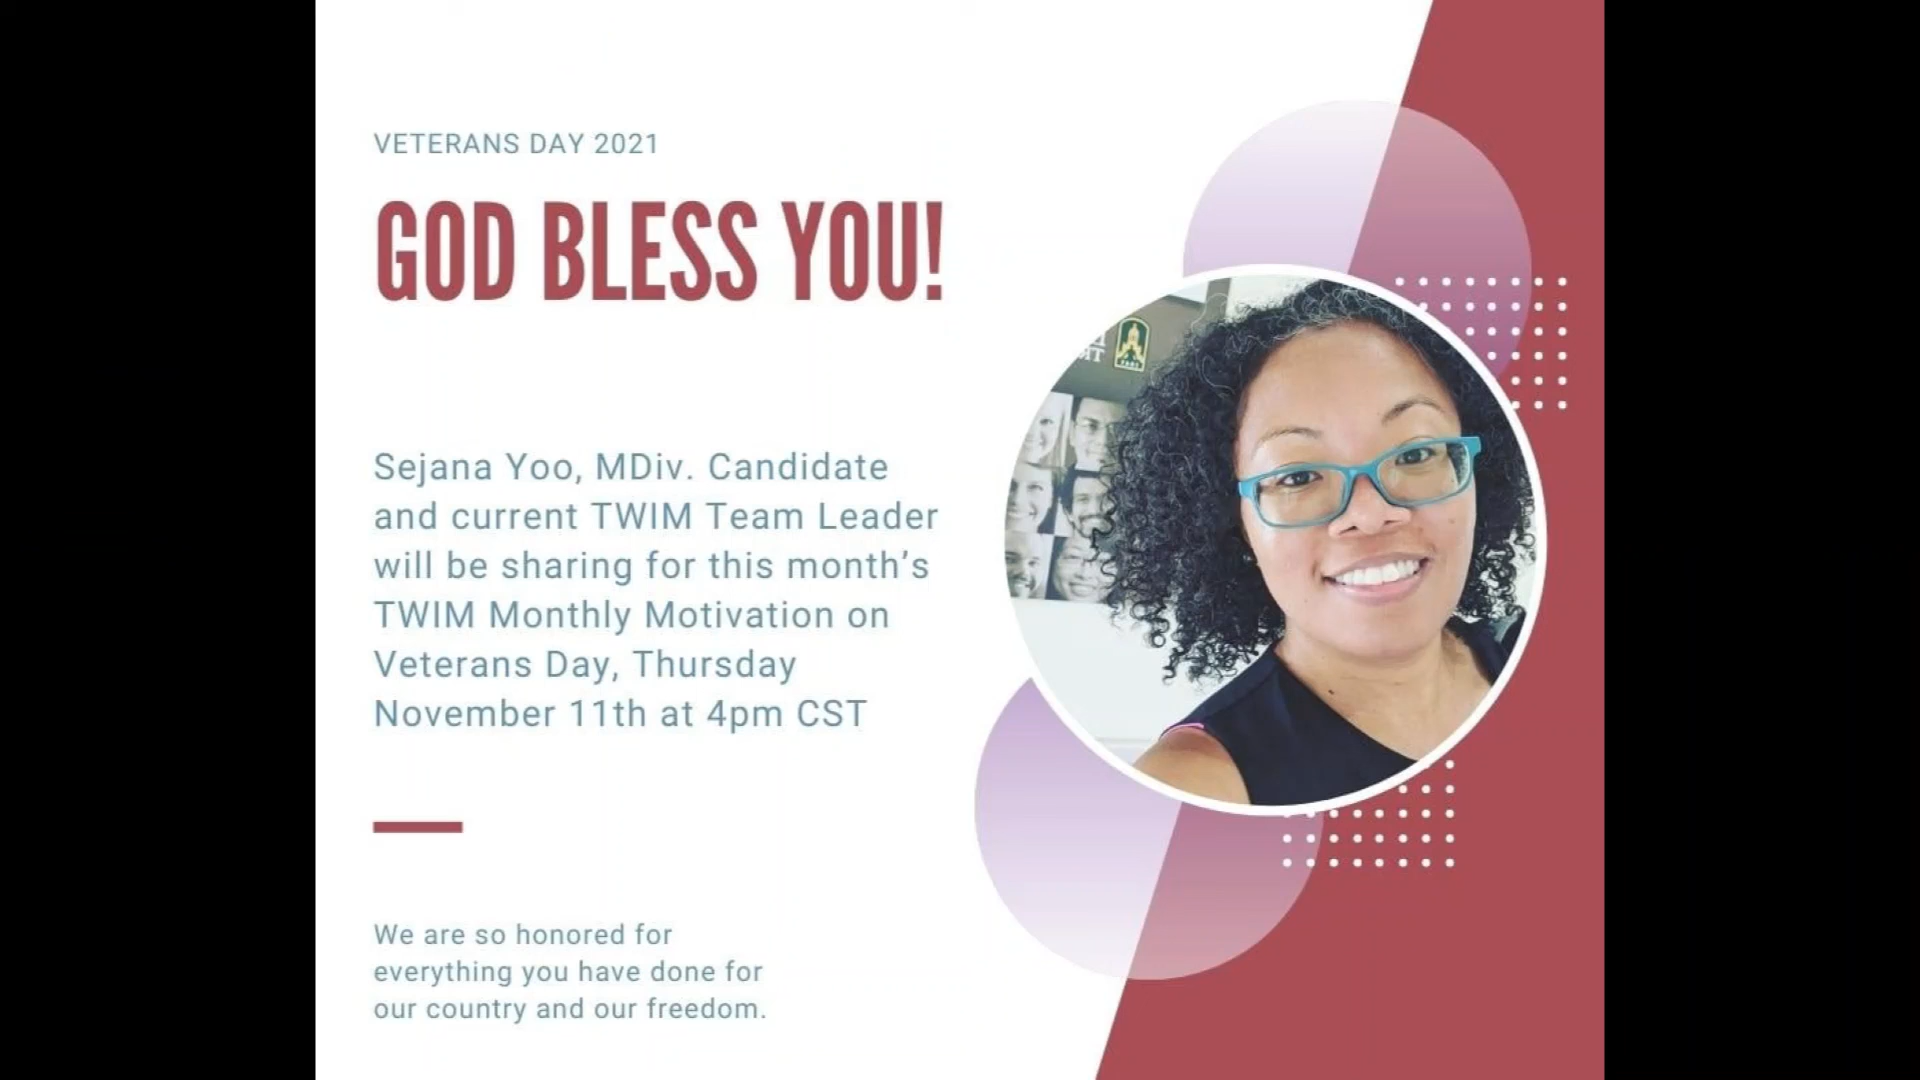 VETERANS DAY 2021
GOD BLESS YOU!
Sejana Yoo, MDiv. Candidate
and current TWIM Team Leader
will be sharing for this month's
TWIM Monthly Motivation on
Veterans Day, Thursday
November 11th at 4pm CST
We are so honored for
everything you have done for
our country and our freedom.